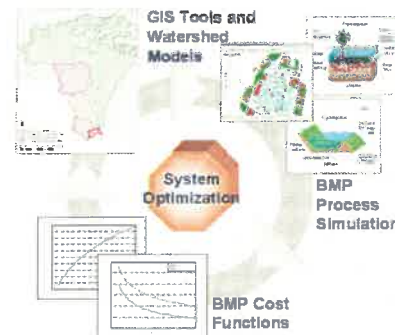 GIS Tools and
Watershed
Models
System
Optimization
BMP
Process
Simulation
BMP Cost
Functions